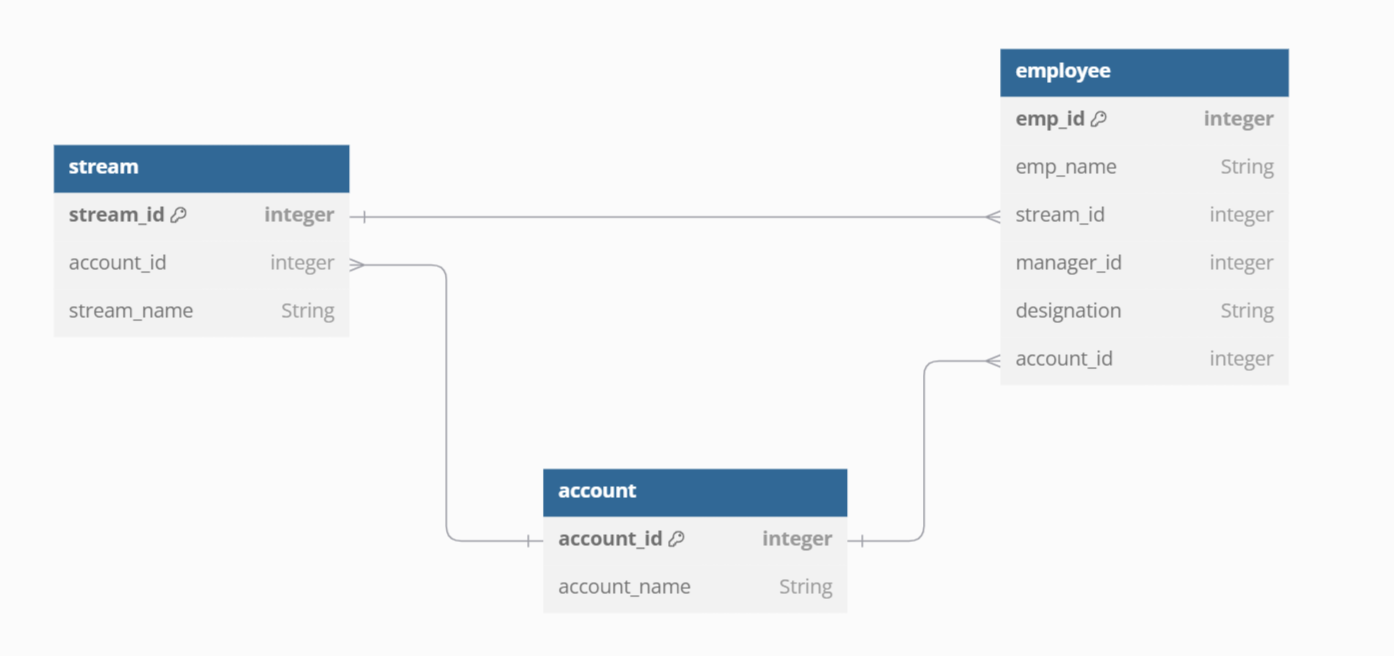 stream
stream_id integer
account_id integer
stream_name String
employee
emp_id integer
emp_name String
stream_id integer
manager_id integer
designation String
account_id integer
account
account_id integer
account_name String